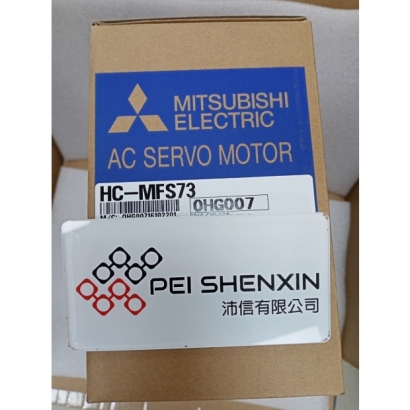 MITSUBISHI
ELECTRIC
AC SERVO MOTOR
HC-MFS73
0HG007
PEI SHENXIN
沛信有限公司